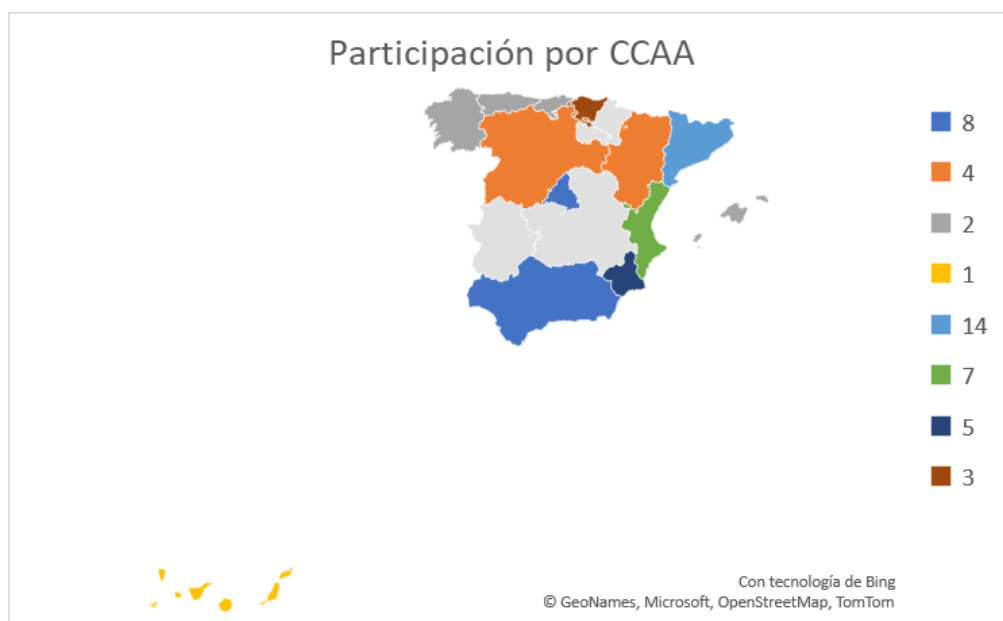 Participación por CCAA
8
4
2
1
14
7
5
3
Con tecnología de Bing
© GeoNames, Microsoft, OpenStreetMap, TomTom